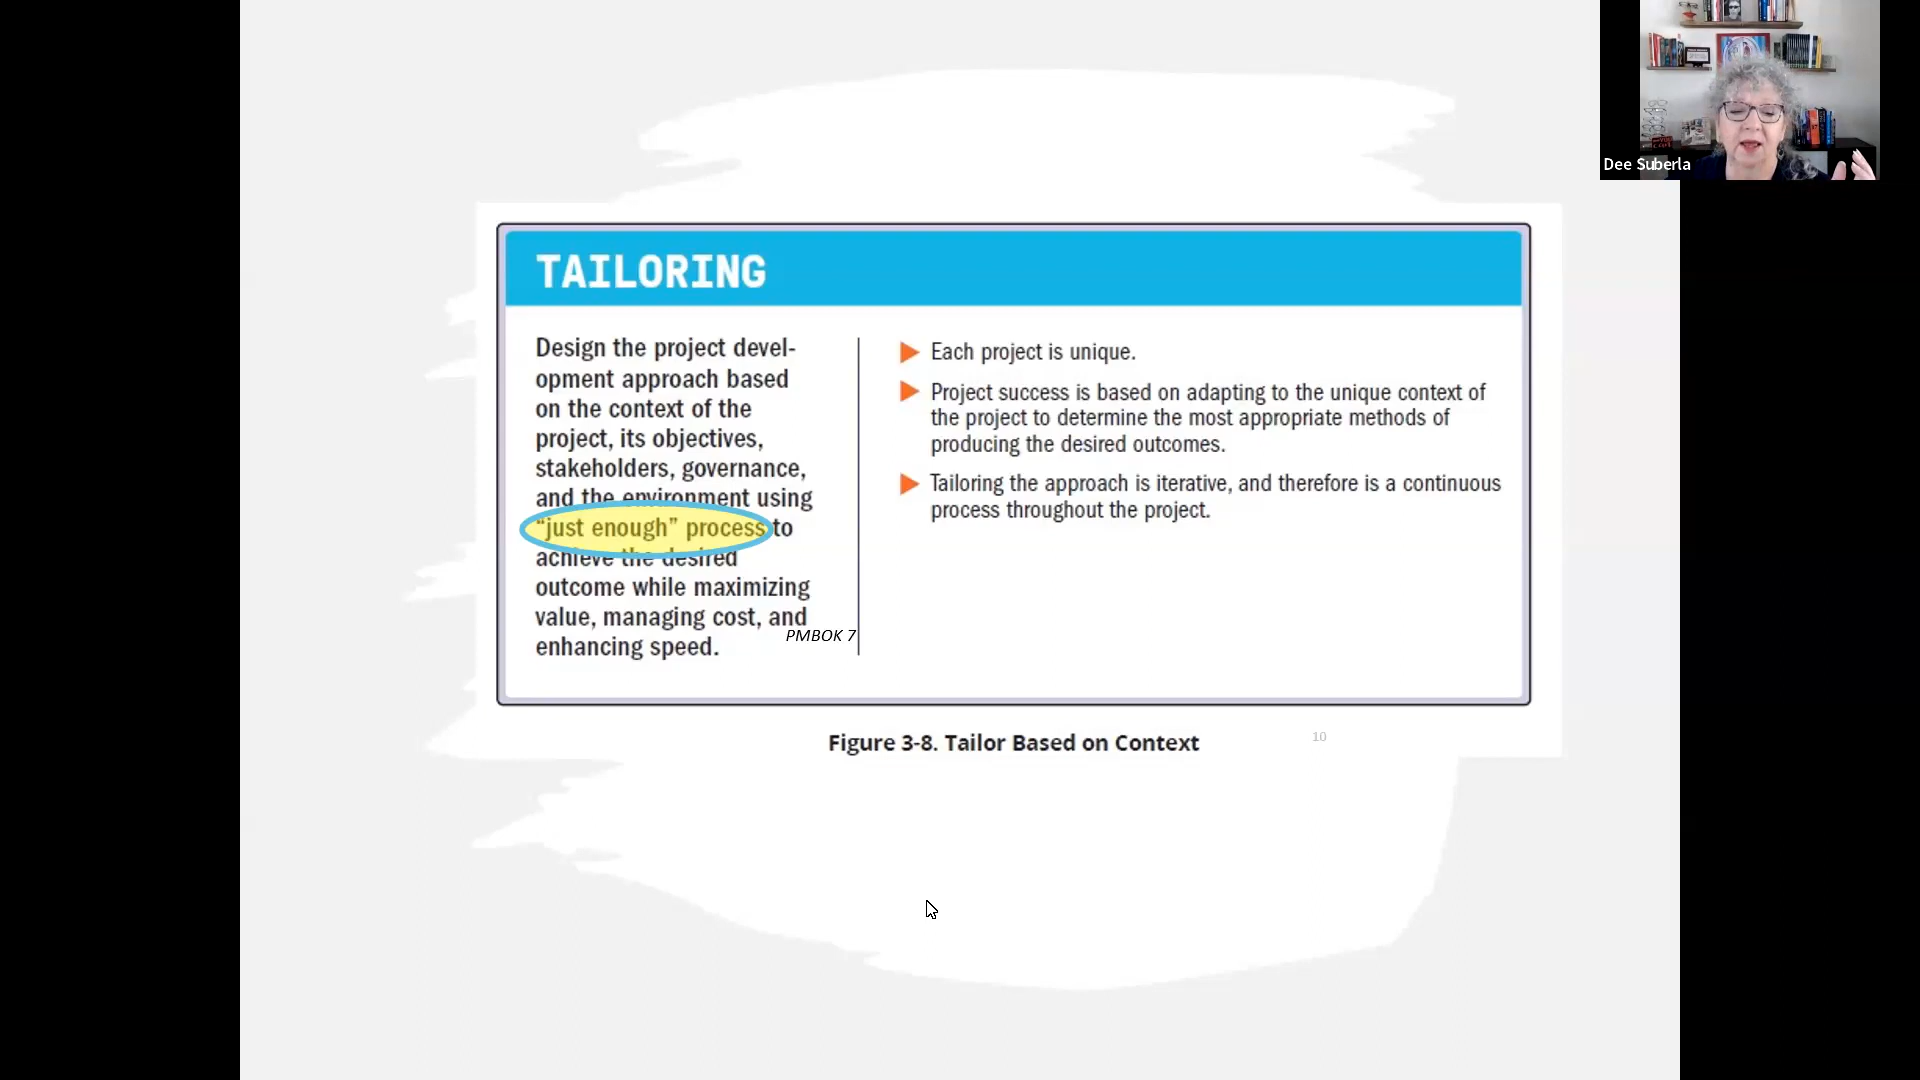 Dee Suberla
TAILORING
Design the project devel-
opment approach based
on the context of the
project, its objectives,
stakeholders, governance,
and the environment using
“just enough” process to
achieve the desired
outcome while maximizing
value, managing cost, and
enhancing speed.
PMBOK 7
Each project is unique.
Project success is based on adapting to the unique context of
the project to determine the most appropriate methods of
producing the desired outcomes.
Tailoring the approach is iterative, and therefore is a continuous
process throughout the project.
Figure 3-8. Tailor Based on Context
10